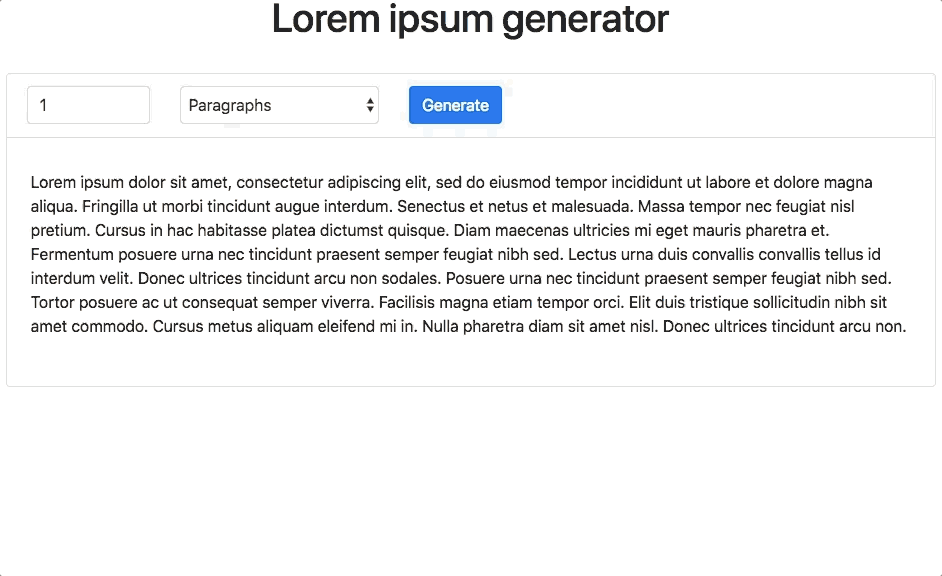 Lorem ipsum generator
1 Paragraphs Generate
Lorem ipsum dolor sit amet, consectetur adipiscing elit, sed do eiusmod tempor incididunt ut labore et dolore magna
aliqua. Fringilla ut morbi tincidunt augue interdum. Senectus et netus et malesuada. Massa tempor nec feugiat nisl
pretium. Cursus in hac habitasse platea dictumst quisque. Diam maecenas ultricies mi eget mauris pharetra et.
Fermentum posuere urna nec tincidunt praesent semper feugiat nibh sed. Lectus urna duis convallis convallis tellus id
interdum velit. Donec ultrices tincidunt arcu non sodales. Posuere urna nec tincidunt praesent semper feugiat nibh sed.
Tortor posuere ac ut consequat semper viverra. Facilisis magna etiam tempor orci. Elit duis tristique sollicitudin nibh sit
amet commodo. Cursus metus aliquam eleifend mi in. Nulla pharetra diam sit amet nisl. Donec ultrices tincidunt arcu non.